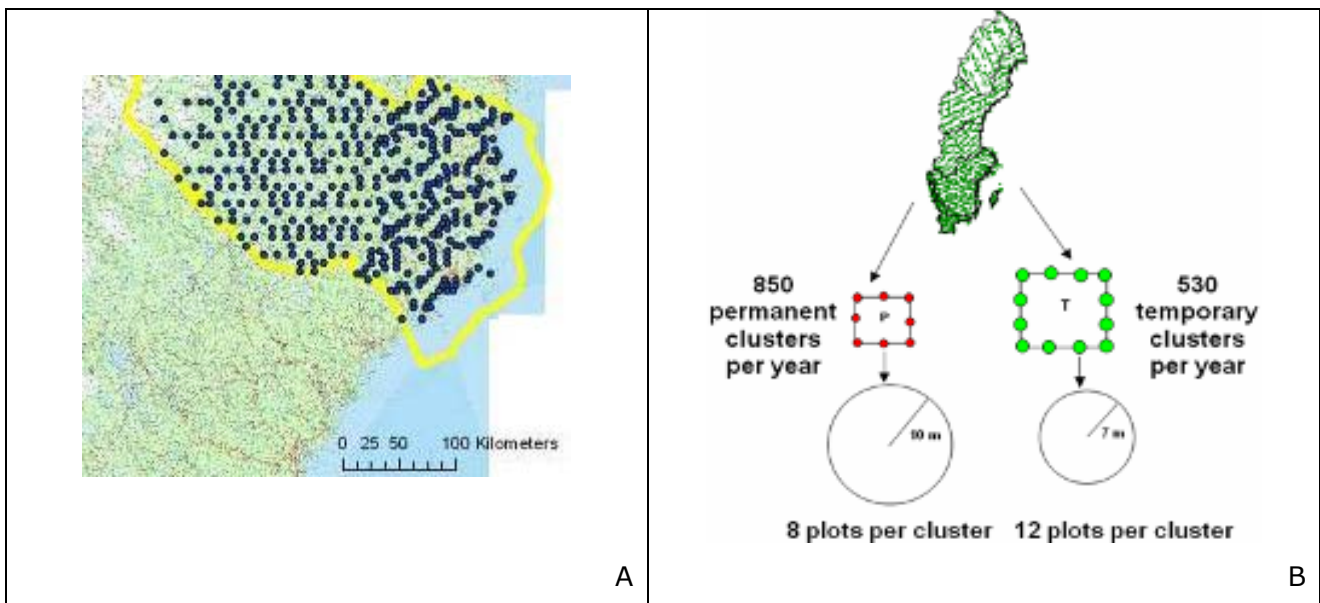 0 25 50 100 Kilometers
A
850
permanent
clusters
per year
P
T
530
temporary
clusters
per year
10 m
7 m
8 plots per cluster 12 plots per cluster
B